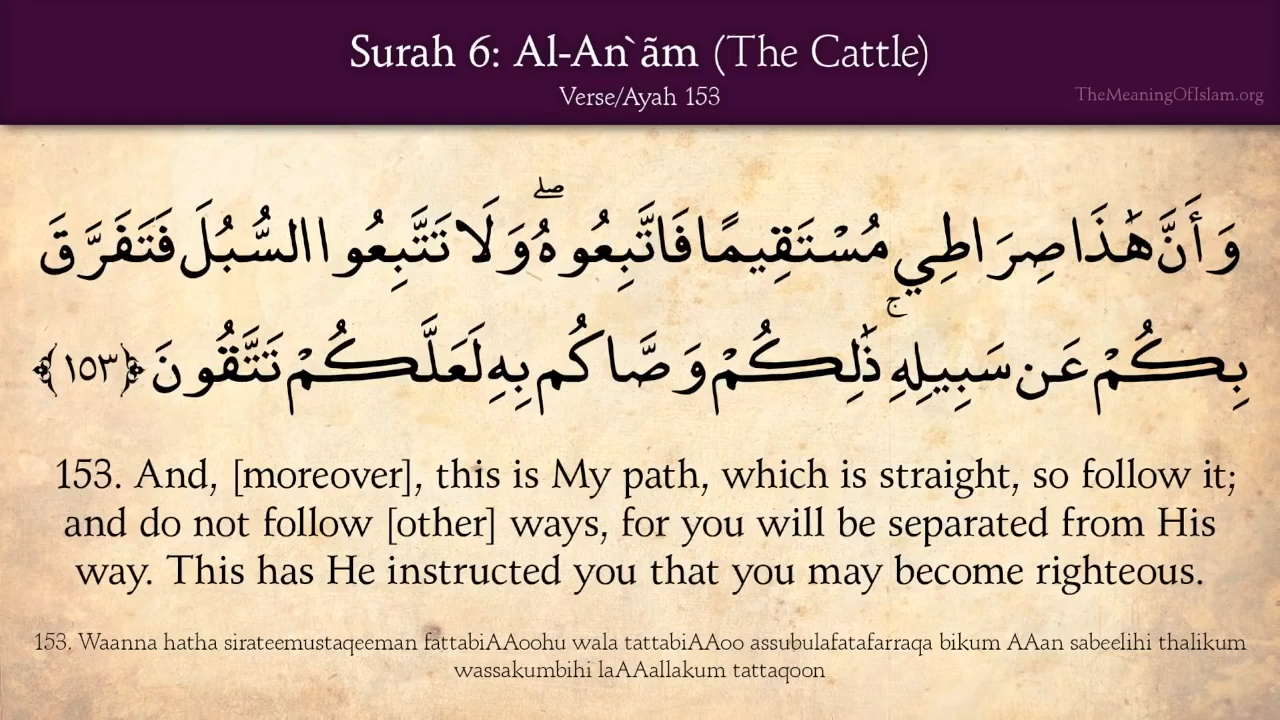 Surah 6: Al-An`ãm (The Cattle)
Verse/Ayah 153
TheMeaningOfIslam.org
وَأَنَّ هَٰذَا صِرَاطِي مُسْتَقِيمًا فَاتَّبِعُوهُ ۖ وَلَا تَتَّبِعُوا السُّبُلَ فَتَفَرَّقَ
بِكُمْ عَن سَبِيلِهِ ۚ ذَٰلِكُمْ وَصَّاكُم بِهِ لَعَلَّكُمْ تَتَّقُونَ ﴿١٥٣﴾
153. And, [moreover], this is My path, which is straight, so follow it;
and do not follow [other] ways, for you will be separated from His
way. This has He instructed you that you may become righteous.
153. Waanna hatha sirateemustaqeeman fattabiAAoohu wala tattabiAAoo assubulafatafarraqa bikum AAan sabeelihi thalikum
wassakumbihi laAAallakum tattaqoon